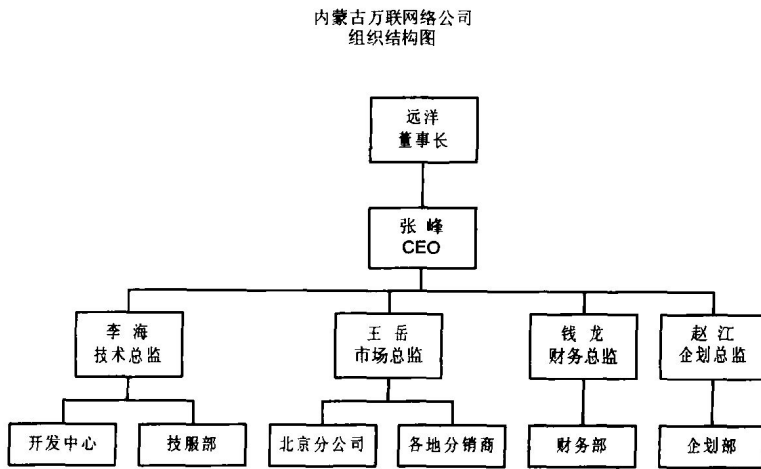 内蒙古万联网络公司
组织结构图
远洋
董事长
张 峰
CEO
李 海
技术总监
王 岳
市场总监
钱 龙
财务总监
赵 江
企划总监
开发中心
技服部
北京分公司
各地分销商
财务部
企划部